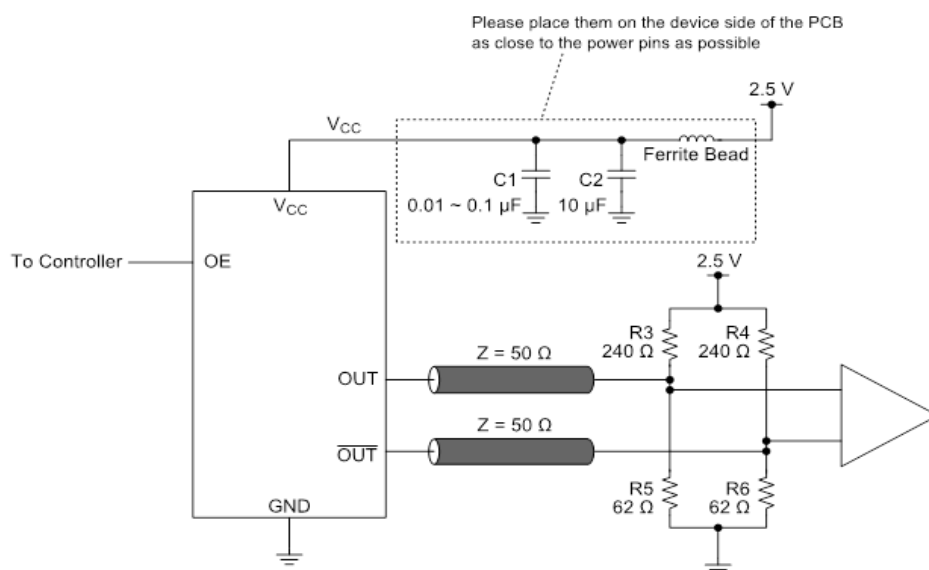 Please place them on the device side of the PCB
as close to the power pins as possible
2.5 V
VCC
Ferrite Bead
C1
C2
0.01 ~ 0.1 µF
10 µF
VCC
To Controller
OE
2.5 V
R3
240 Ω
R4
240 Ω
Z = 50 Ω
OUT
Z = 50 Ω
OUT
R5
62 Ω
R6
62 Ω
GND